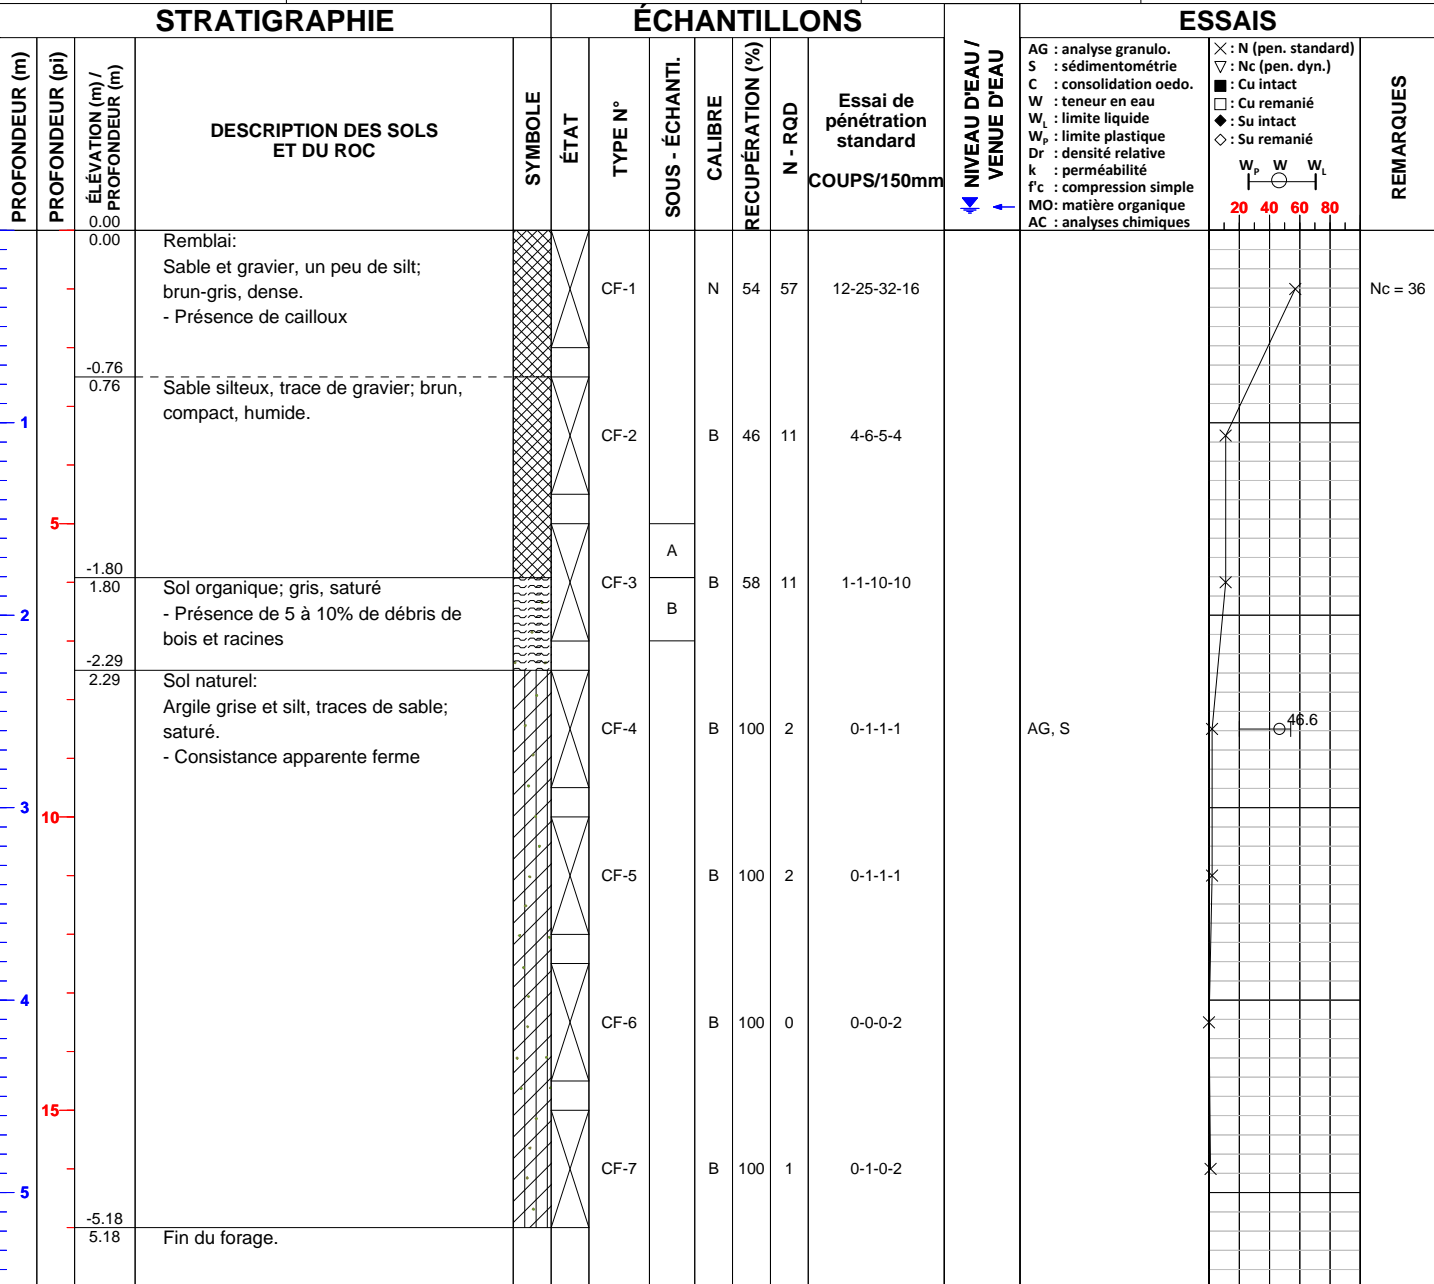 STRATIGRAPHIE
ÉCHANTILLONS
ESSAIS
PROFONDEUR (m)
PROFONDEUR (pi)
ÉLÉVATION (m) /
PROFONDEUR (m)
DESCRIPTION DES SOLS
ET DU ROC
SYMBOLE
ÉTAT
TYPE N°
SOUS - ÉCHANTI.
CALIBRE
RECUPÉRATION (%)
N - RQD
Essai de
pénétration
standard
COUPS/150mm
NIVEAU D'EAU /
VENUE D'EAU
AG : analyse granulo.
S : sédimentométrie
C : consolidation oedo.
W : teneur en eau
WL : limite liquide
WP : limite plastique
Dr : densité relative
k : perméabilité
f'c : compression simple
MO: matière organique
AC : analyses chimiques
× : N (pen. standard)
▽ : Nc (pen. dyn.)
■ : Cu intact
□ : Cu remanié
◆ : Su intact
◇ : Su remanié
WP W WL
20 40 60 80
REMARQUES
0.00
0.00
Remblai:
Sable et gravier, un peu de silt;
brun-gris, dense.
- Présence de cailloux
CF-1 N 54 57 12-25-32-16
Nc = 36
-0.76
0.76
Sable silteux, trace de gravier; brun,
compact, humide.
1
CF-2 B 46 11 4-6-5-4
5
A
-1.80
1.80
Sol organique; gris, saturé
- Présence de 5 à 10% de débris de
bois et racines
CF-3 B 58 11 1-1-10-10
B
2
-2.29
2.29
Sol naturel:
Argile grise et silt, traces de sable;
saturé.
- Consistance apparente ferme
CF-4 B 100 2 0-1-1-1
AG, S
46.6
3
10
CF-5 B 100 2 0-1-1-1
4
CF-6 B 100 0 0-0-0-2
15
CF-7 B 100 1 0-1-0-2
5
-5.18
5.18
Fin du forage.